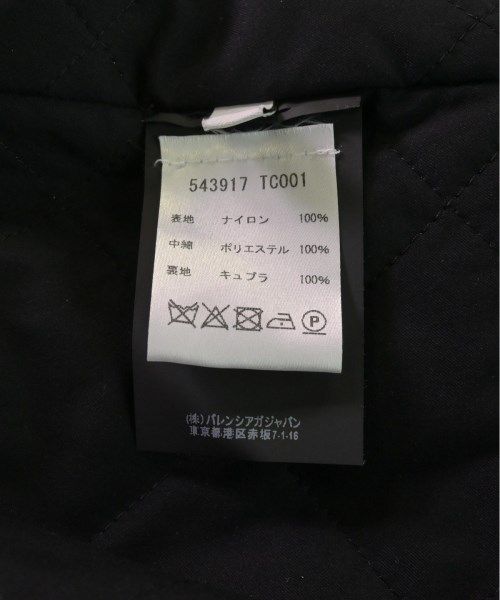 543917 TC001
表地 ナイロン 100%
中綿 ポリエステル 100%
裏地 キュプラ 100%
P
(株) バレンシアガジャパン
東京都港区赤坂7-1-16